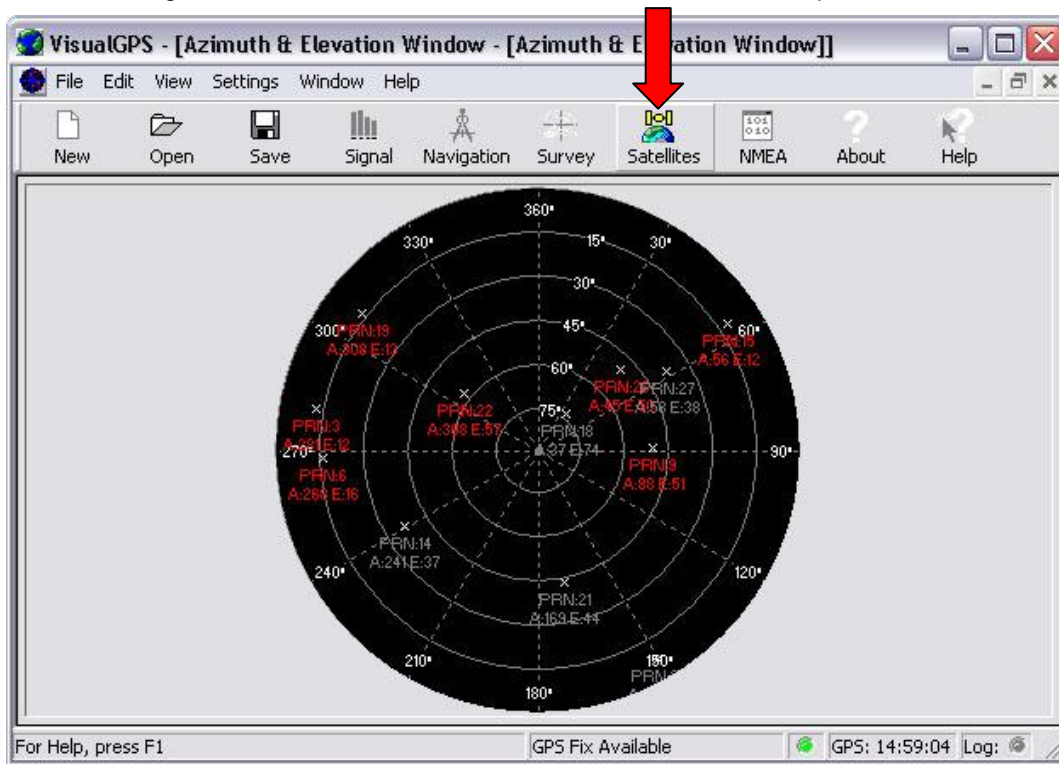 VisualGPS - [Azimuth & Elevation Window - [Azimuth & E vation Window]]
File Edit View Settings Window Help
New Open Save Signal Navigation Survey Satellites NMEA About Help
360°
330° 15° 30°
30°
300° 45° 60°
PRN:19
A:308 E:13
PRN:15
A:56 E:12
60°
PRN:27
A:58 E:38
PRN:22
A:308 E:57
75°
PRN:3
PRN:18
E:74
270° 90°
PRN:9
A:88 E:51
PRN:6
A:268 E:16
PRN:14
A:241 E:37
240° 120°
PRN:21
A:169 E:44
210°
180°
For Help, press F1 GPS Fix Available GPS: 14:59:04 Log: